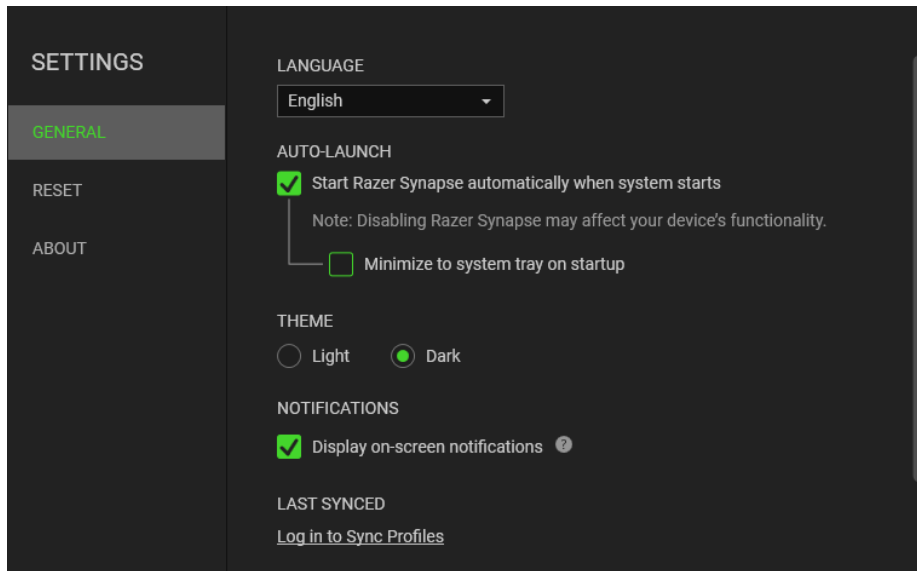 SETTINGS
GENERAL
RESET
ABOUT
LANGUAGE
English
AUTO-LAUNCH
Start Razer Synapse automatically when system starts
Note: Disabling Razer Synapse may affect your device's functionality.
Minimize to system tray on startup
THEME
Light
Dark
NOTIFICATIONS
Display on-screen notifications ?
LAST SYNCED
Log in to Sync Profiles